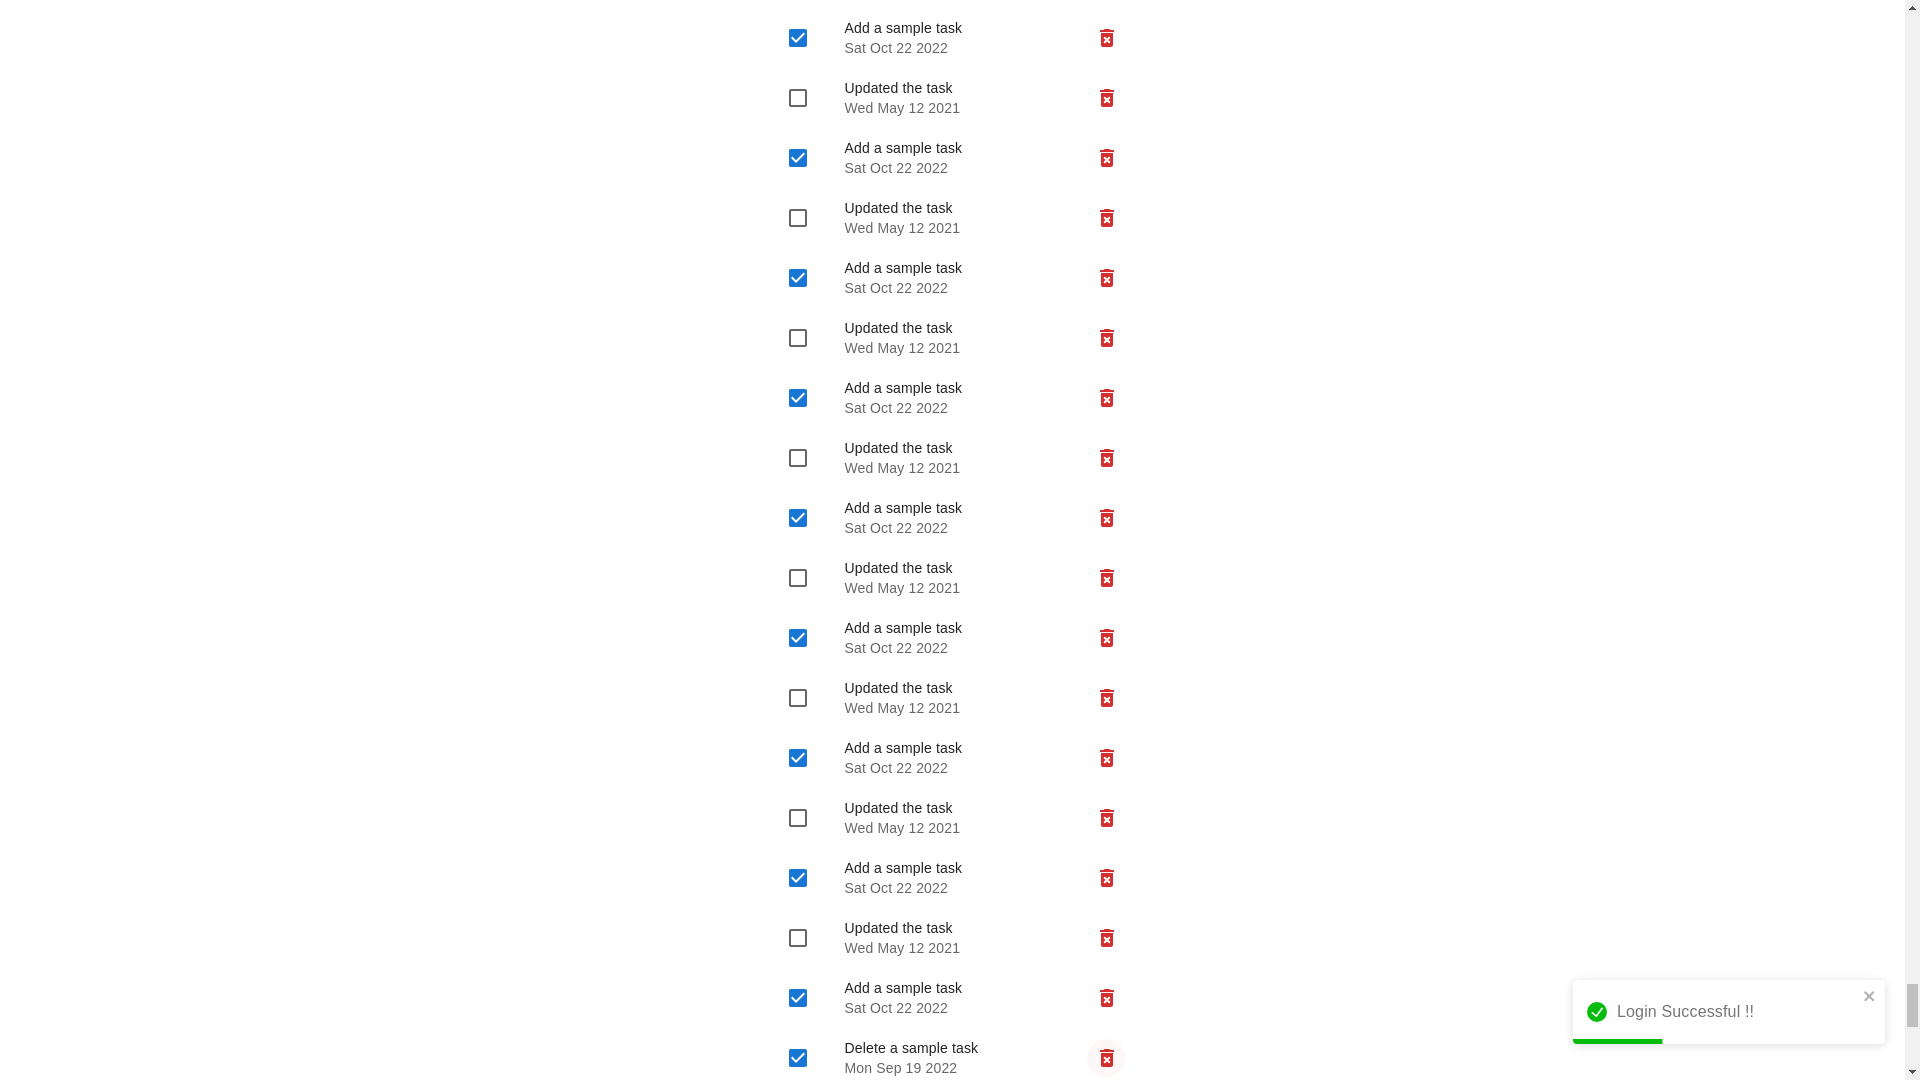 Add a sample task
Sat Oct 22 2022
Updated the task
Wed May 12 2021
Add a sample task
Sat Oct 22 2022
Updated the task
Wed May 12 2021
Add a sample task
Sat Oct 22 2022
Updated the task
Wed May 12 2021
Add a sample task
Sat Oct 22 2022
Updated the task
Wed May 12 2021
Add a sample task
Sat Oct 22 2022
Updated the task
Wed May 12 2021
Add a sample task
Sat Oct 22 2022
Updated the task
Wed May 12 2021
Add a sample task
Sat Oct 22 2022
Updated the task
Wed May 12 2021
Add a sample task
Sat Oct 22 2022
Updated the task
Wed May 12 2021
Add a sample task
Sat Oct 22 2022
Login Successful !!
Delete a sample task
Mon Sep 19 2022